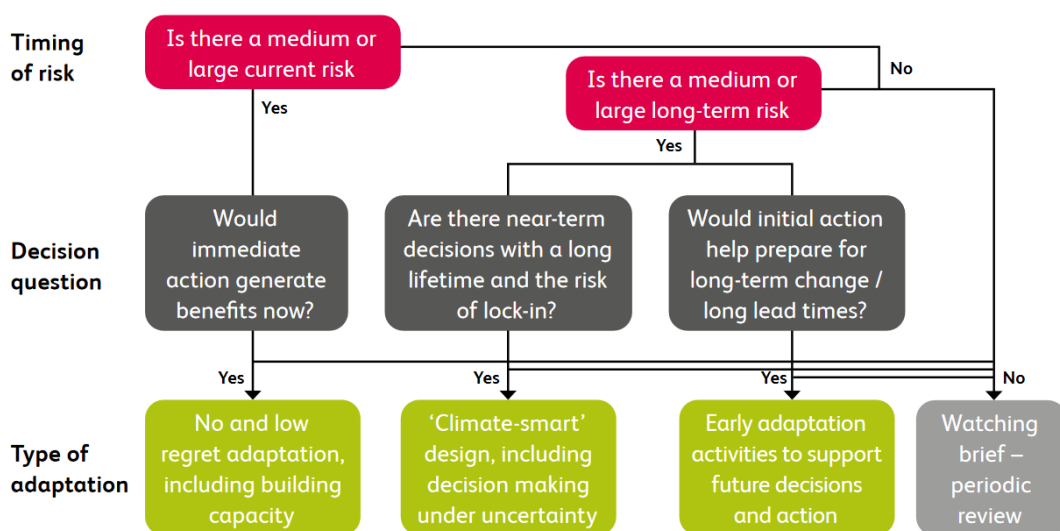 Timing
of risk
Is there a medium or
large current risk
Is there a medium or
large long-term risk
No
Yes
Yes
Decision
question
Would
immediate
action generate
benefits now?
Are there near-term
decisions with a long
lifetime and the risk
of lock-in?
Would initial action
help prepare for
long-term change /
long lead times?
Yes
Yes
Yes
No
Type of
adaptation
No and low
regret adaptation,
including building
capacity
‘Climate-smart’
design, including
decision making
under uncertainty
Early adaptation
activities to support
future decisions
and action
Watching
brief –
periodic
review